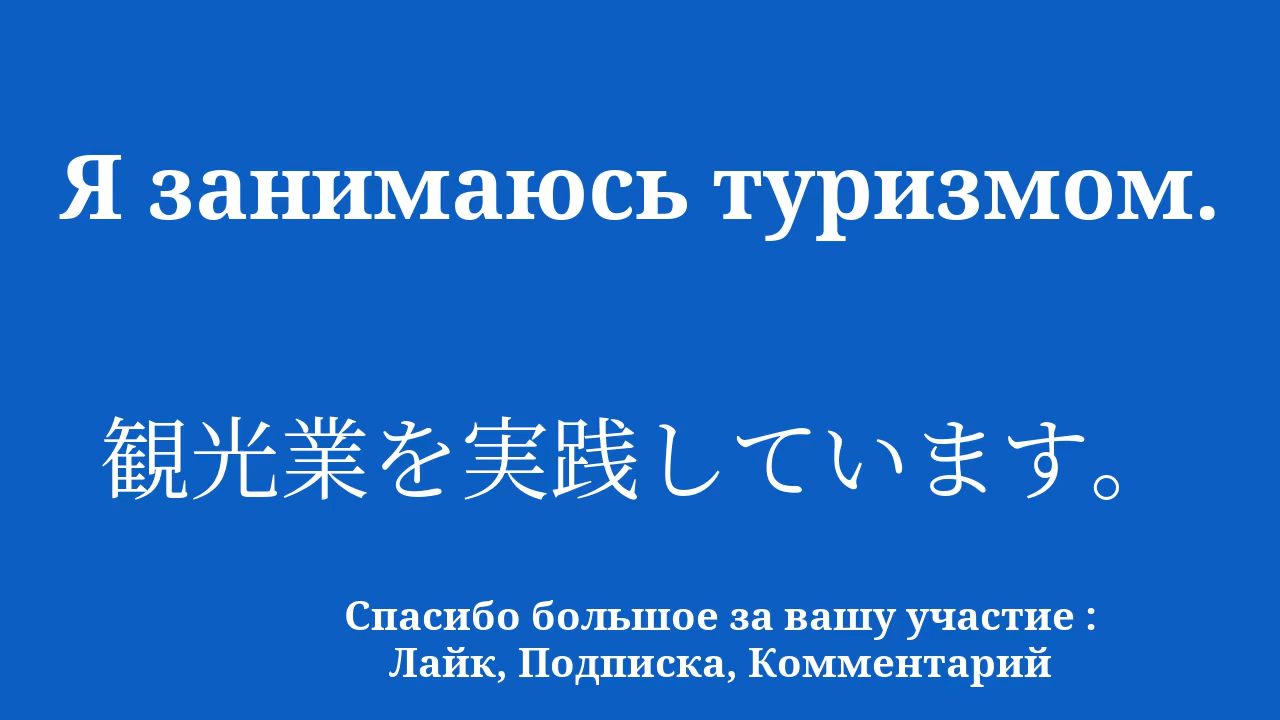 Я занимаюсь туризмом.
観光業を実践しています。
Спасибо большое за вашу участие :
Лайк, Подписка, Комментарий